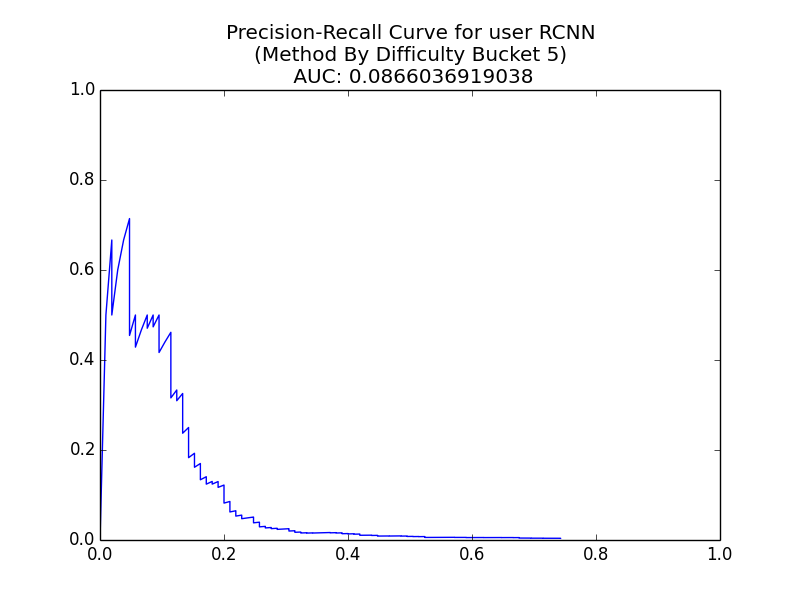 Precision-Recall Curve for user RCNN
(Method By Difficulty Bucket 5)
AUC: 0.0866036919038
1.0
0.8
0.6
0.4
0.2
0.0
0.0 0.2 0.4 0.6 0.8 1.0